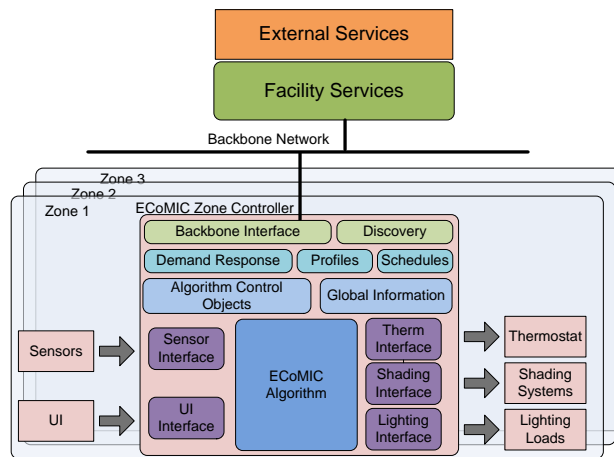 External Services
Facility Services
Backbone Network
Zone 3
Zone 2
Zone 1
ECoMIC Zone Controller
Backbone Interface
Discovery
Demand Response
Profiles
Schedules
Algorithm Control
Objects
Global Information
Sensors
Sensor
Interface
ECoMIC
Algorithm
Therm
Interface
Thermostat
Shading
Interface
Shading
Systems
UI
UI
Interface
Lighting
Interface
Lighting
Loads